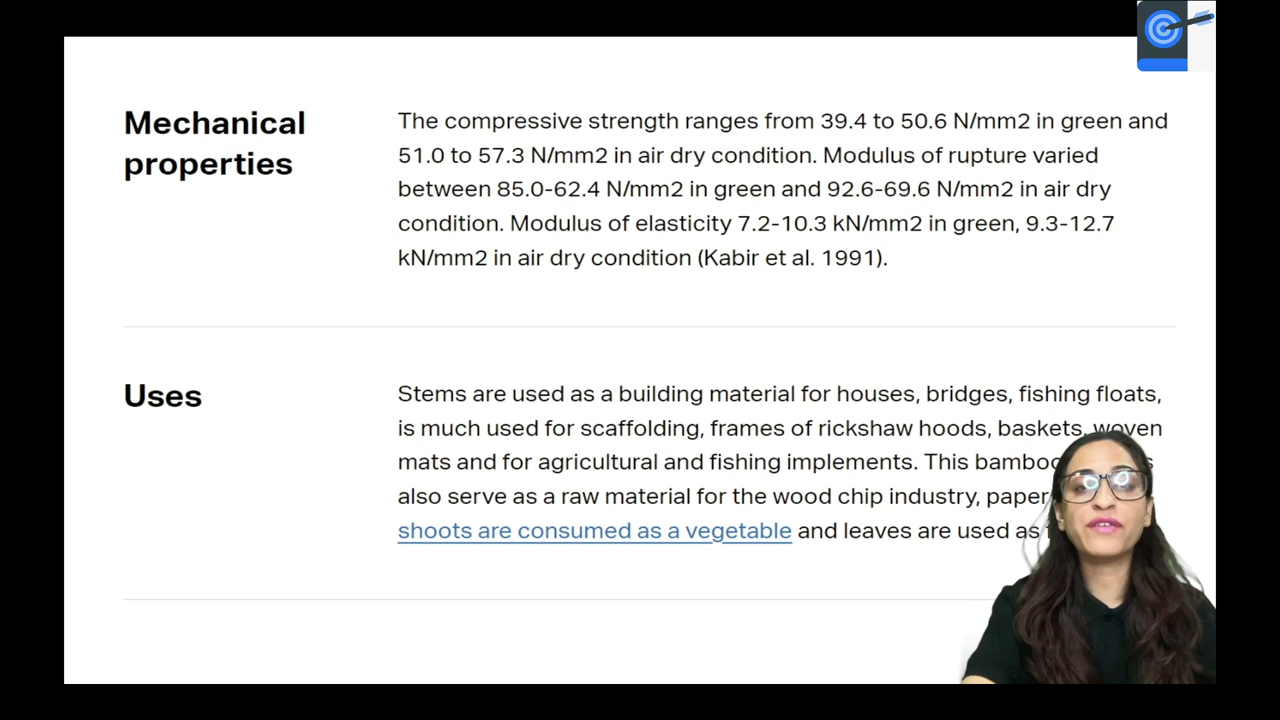 Mechanical
properties
The compressive strength ranges from 39.4 to 50.6 N/mm2 in green and
51.0 to 57.3 N/mm2 in air dry condition. Modulus of rupture varied
between 85.0-62.4 N/mm2 in green and 92.6-69.6 N/mm2 in air dry
condition. Modulus of elasticity 7.2-10.3 kN/mm2 in green, 9.3-12.7
kN/mm2 in air dry condition (Kabir et al. 1991).
Uses
Stems are used as a building material for houses, bridges, fishing floats,
is much used for scaffolding, frames of rickshaw hoods, baskets, woven
mats and for agricultural and fishing implements. This bamboo
also serve as a raw material for the wood chip industry, paper
shoots are consumed as a vegetable and leaves are used as